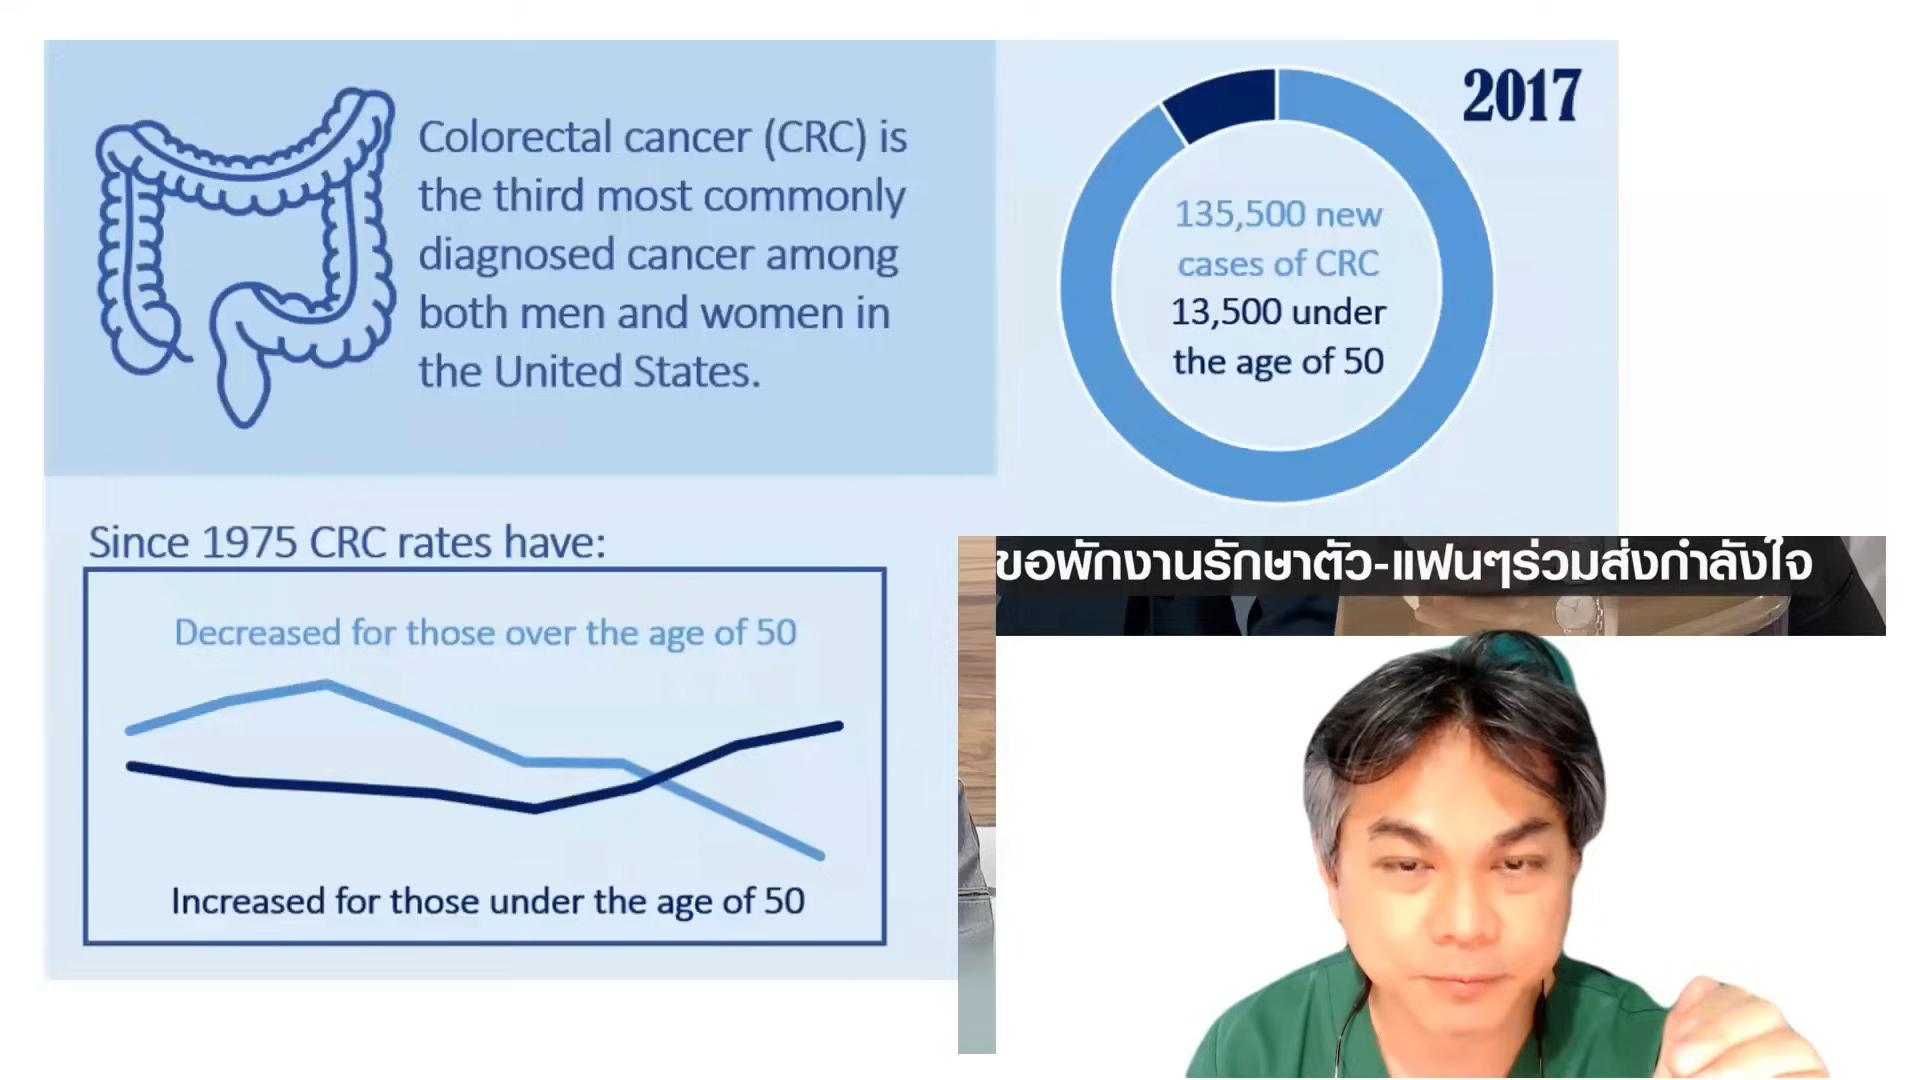 Colorectal cancer (CRC) is
the third most commonly
diagnosed cancer among
both men and women in
the United States.
2017
135,500 new
cases of CRC
13,500 under
the age of 50
Since 1975 CRC rates have:
Decreased for those over the age of 50
Increased for those under the age of 50
ขอพักงานรักษาตัว-แฟนๆร่วมส่งกำลังใจ